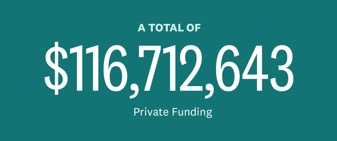 A TOTAL OF
$116,712,643
Private Funding